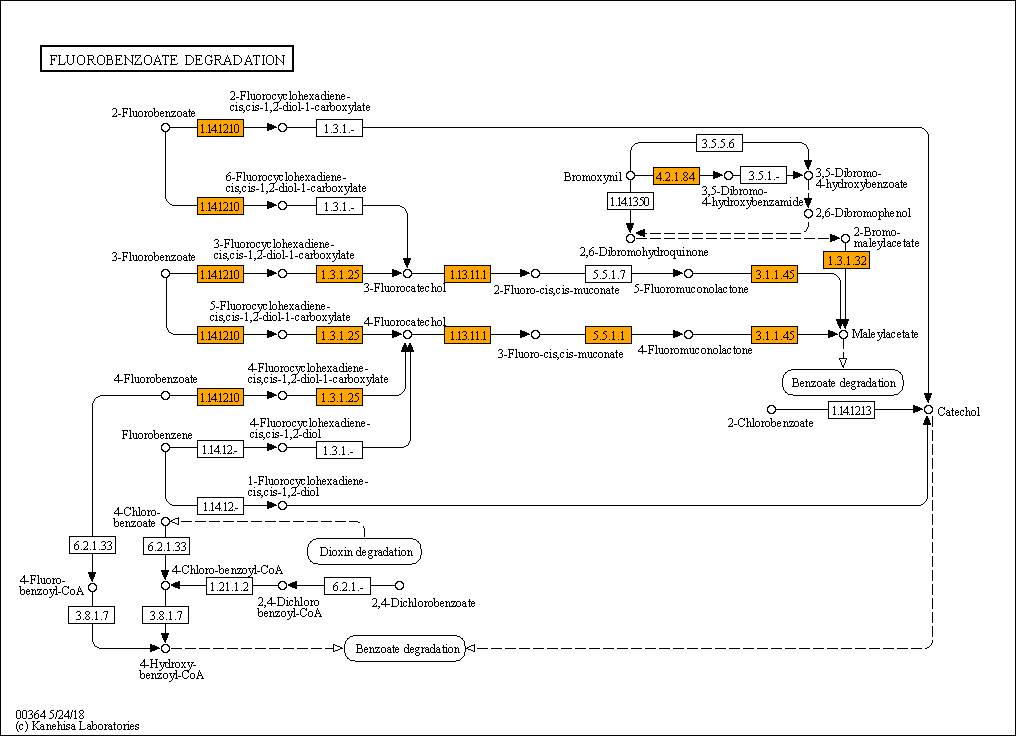 FLUOROBENZOATE DEGRADATION
2-Fluorobenzoate
2-Fluorocyclohexadiene-
cis,cis-1,2-diol-1-carboxylate
1.14.12.10
1.3.1.-
6-Fluorocyclohexadiene-
cis,cis-1,2-diol-1-carboxylate
1.14.12.10
1.3.1.-
3.5.5.6
Bromoxynil
4.2.1.84
3.5.1.-
3,5-Dibromo-
4-hydroxybenzoate
3,5-Dibromo-
4-hydroxybenzamide
1.14.13.50
2,6-Dibromophenol
2,6-Dibromohydroquinone
2-Bromo-
maleylacetate
1.3.1.32
3-Fluorobenzoate
3-Fluorocyclohexadiene-
cis,cis-1,2-diol-1-carboxylate
1.14.12.10
1.3.1.25
3-Fluorocatechol
1.13.11.1
2-Fluoro-cis,cis-muconate
5.5.1.7
5-Fluoromuconolactone
3.1.1.45
5-Fluorocyclohexadiene-
cis,cis-1,2-diol-1-carboxylate
1.14.12.10
1.3.1.25
4-Fluorocatechol
1.13.11.1
3-Fluoro-cis,cis-muconate
5.5.1.1
4-Fluoromuconolactone
3.1.1.45
Maleylacetate
Benzoate degradation
4-Fluorobenzoate
4-Fluorocyclohexadiene-
cis,cis-1,2-diol-1-carboxylate
1.14.12.10
1.3.1.25
2-Chlorobenzoate
1.14.12.13
Catechol
Fluorobenzene
4-Fluorocyclohexadiene-
cis,cis-1,2-diol
1.14.12.-
1.3.1.-
1-Fluorocyclohexadiene-
cis,cis-1,2-diol
1.14.12.-
4-Chloro-
benzoate
6.2.1.33
6.2.1.33
Dioxin degradation
4-Fluoro-
benzoyl-CoA
4-Chloro-benzoyl-CoA
1.21.1.2
2,4-Dichloro
benzoyl-CoA
6.2.1.-
2,4-Dichlorobenzoate
3.8.1.7
3.8.1.7
4-Hydroxy-
benzoyl-CoA
Benzoate degradation
00364 5/24/18
(c) Kanehisa Laboratories